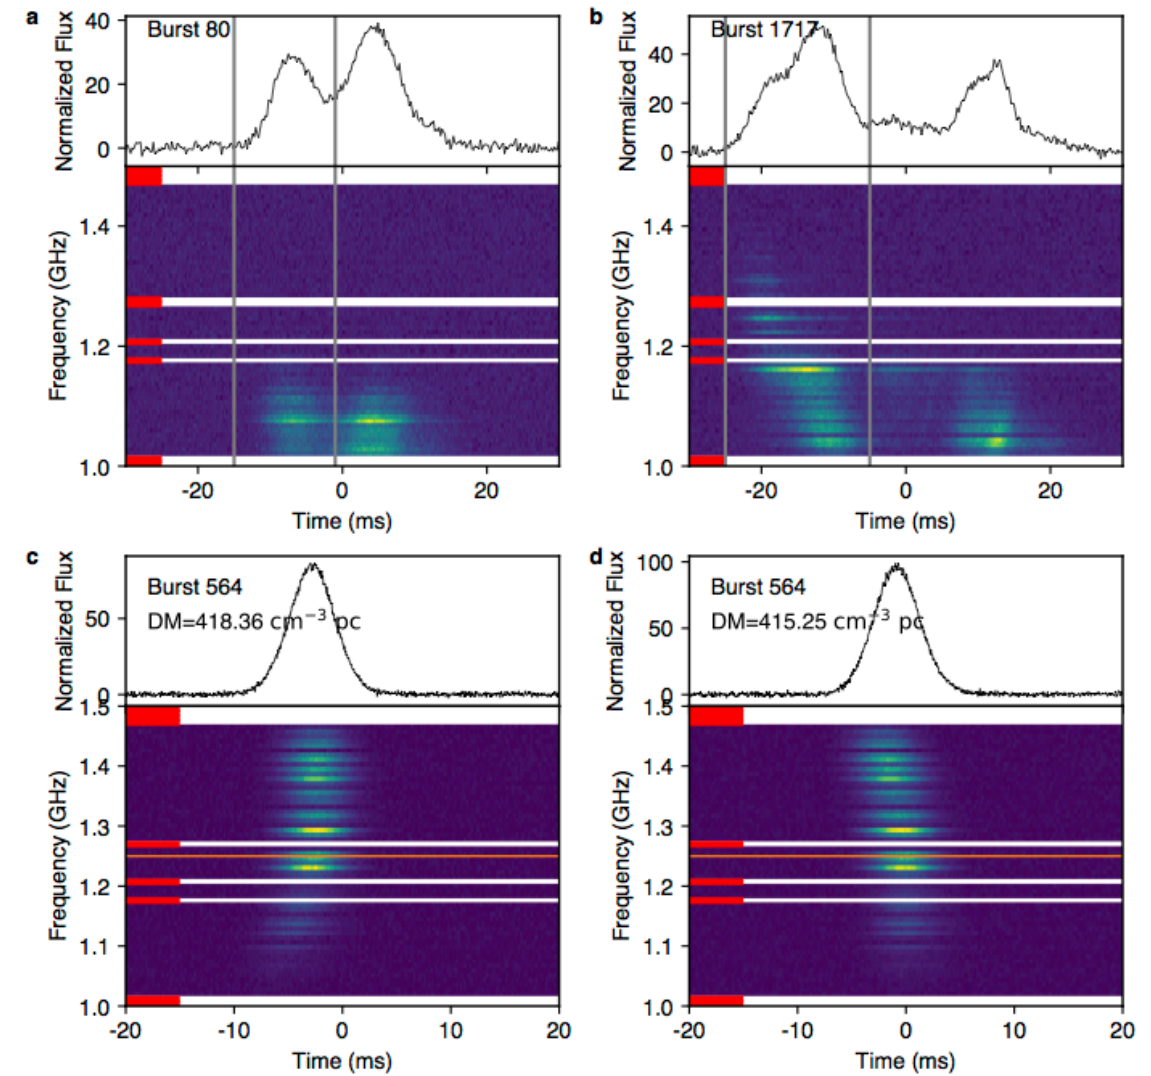 a
Burst 80
Normalized Flux
40
20
0
Frequency (GHz)
1.4
1.2
1.0
-20 0 20
Time (ms)
b
Burst 1717
Normalized Flux
40
20
0
Frequency (GHz)
1.4
1.2
1.0
-20 0 20
Time (ms)
c
Burst 564
DM=418.36 cm⁻³ pc
Normalized Flux
50
0
Frequency (GHz)
1.5
1.4
1.3
1.2
1.1
1.0
-20 -10 0 10 20
Time (ms)
d
Burst 564
DM=415.25 cm⁻³ pc
Normalized Flux
100
50
0
Frequency (GHz)
1.5
1.4
1.3
1.2
1.1
1.0
-20 -10 0 10 20
Time (ms)